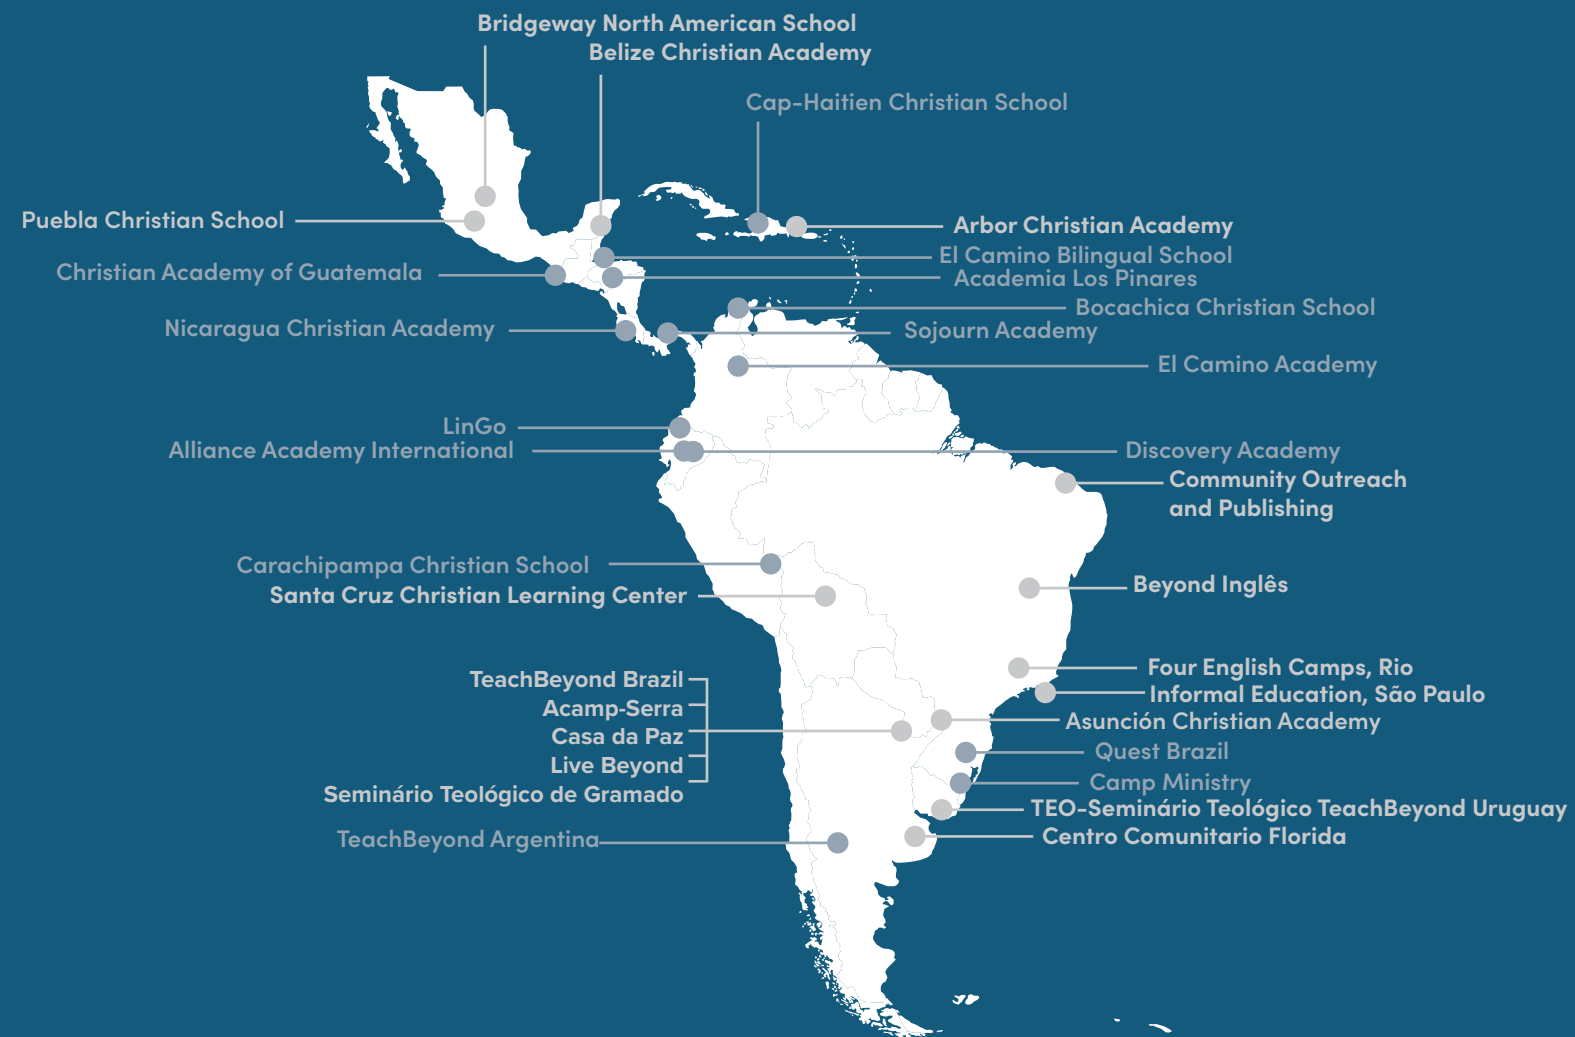 Bridgeway North American School
Belize Christian Academy
Cap-Haitien Christian School
Puebla Christian School
Arbor Christian Academy
El Camino Bilingual School
Christian Academy of Guatemala
Academia Los Pinares
Bocachica Christian School
Nicaragua Christian Academy
Sojourn Academy
El Camino Academy
LinGo
Alliance Academy International
Discovery Academy
Community Outreach
and Publishing
Carachipampa Christian School
Beyond Inglês
Santa Cruz Christian Learning Center
Four English Camps, Rio
TeachBeyond Brazil
Informal Education, São Paulo
Acamp-Serra
Asunción Christian Academy
Casa da Paz
Quest Brazil
Live Beyond
Camp Ministry
Seminário Teológico de Gramado
TEO-Seminário Teológico TeachBeyond Uruguay
Centro Comunitario Florida
TeachBeyond Argentina